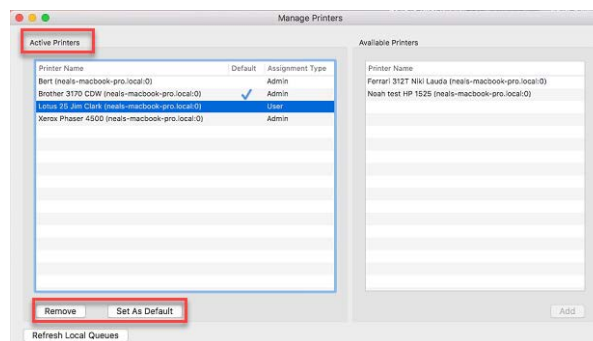 Manage Printers
Active Printers
Printer Name Default Assignment Type
Bert (neals-macbook-pro.local:0) Admin
Brother 3170 CDW (neals-macbook-pro.local:0) Admin
Lotus 25 Jim Clark (neals-macbook-pro.local:0) User
Xerox Phaser 4500 (neals-macbook-pro.local:0) Admin
Remove Set As Default
Refresh Local Queues
Available Printers
Printer Name
Ferrari 312T Niki Lauda (neals-macbook-pro.local:0)
Noah test HP 1525 (neals-macbook-pro.local:0)
Add